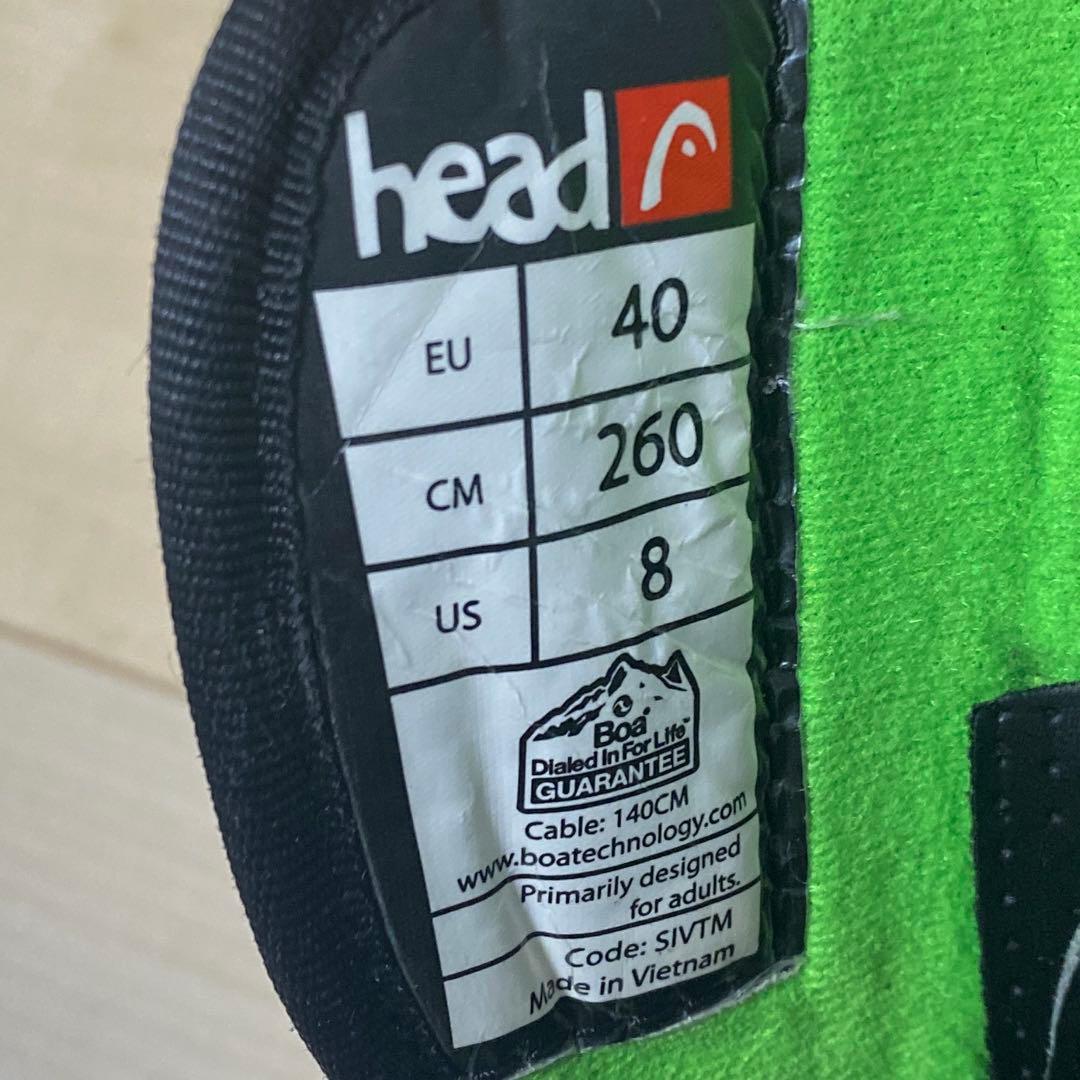 head
EU 40
CM 260
US 8
Boa
Dialed In For Life™
GUARANTEE
Cable: 140CM
www.boatechnology.com
Primarily designed
for adults.
Code: SIVTM
Made in Vietnam